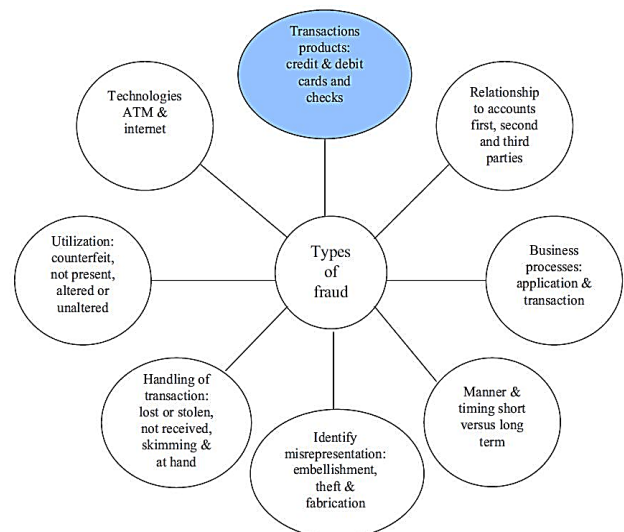 Transactions
products:
credit & debit
cards and
checks
Technologies
ATM &
internet
Relationship
to accounts
first, second
and third
parties
Utilization:
counterfeit,
not present,
altered or
unaltered
Types
of
fraud
Business
processes:
application &
transaction
Handling of
transaction:
lost or stolen,
not received,
skimming &
at hand
Identify
misrepresentation:
embellishment,
theft &
fabrication
Manner &
timing short
versus long
term